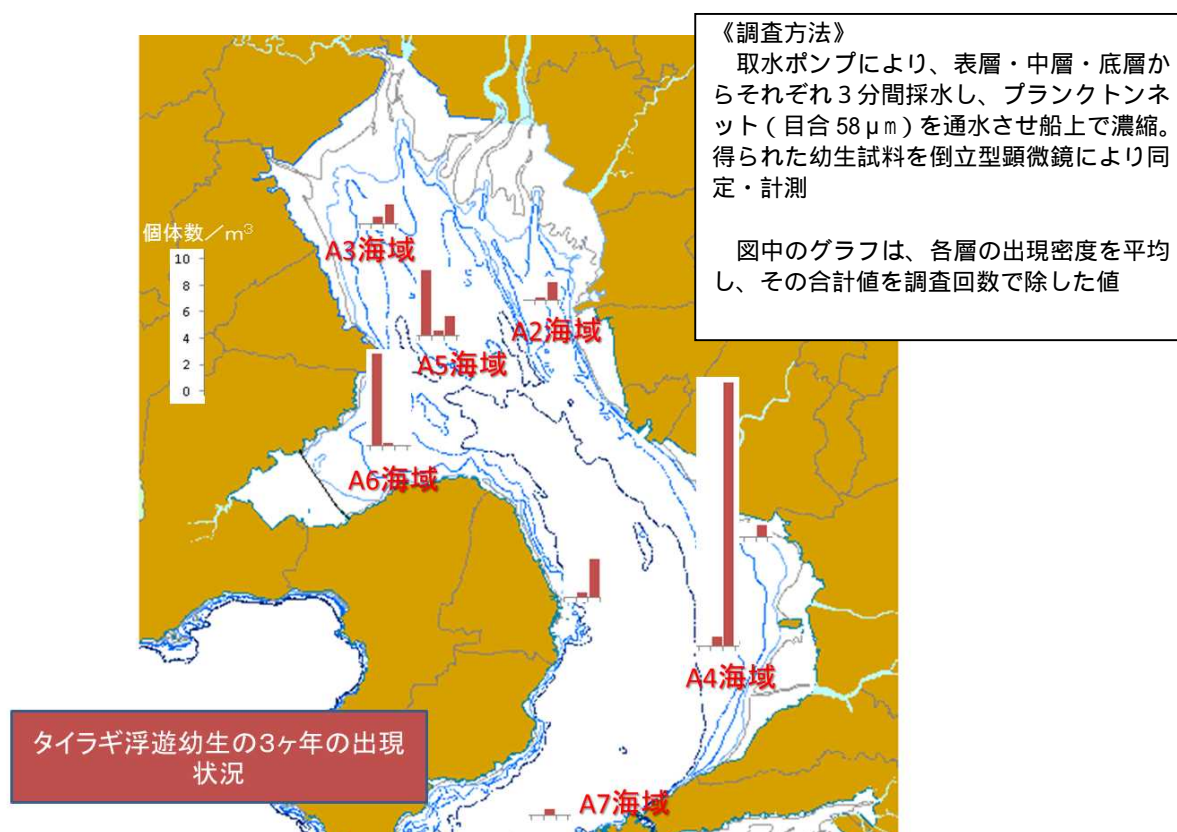 《調査方法》
　取水ポンプにより、表層・中層・底層か
らそれぞれ３分間採水し、プランクトンネ
ット（目合 58μｍ）を通水させ船上で濃縮。
得られた幼生試料を倒立型顕微鏡により同
定・計測
　図中のグラフは、各層の出現密度を平均
し、その合計値を調査回数で除した値
個体数／m³
10
8
6
4
2
0
A3海域
A2海域
A5海域
A6海域
A4海域
A7海域
タイラギ浮遊幼生の3ヶ年の出現
状況